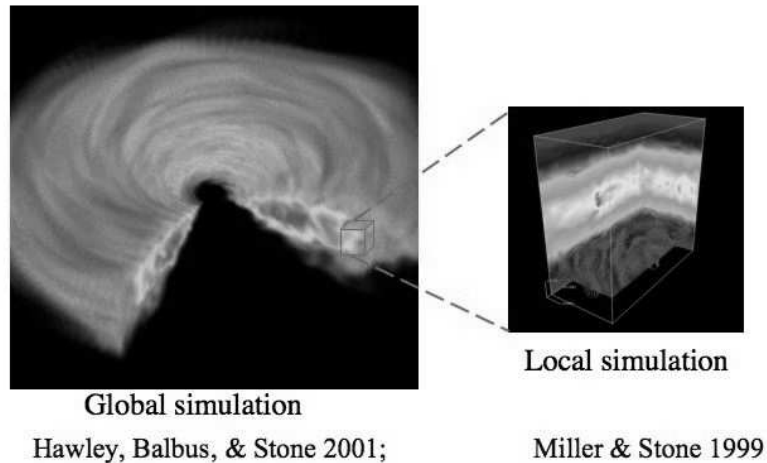 Local simulation
Global simulation
Hawley, Balbus, & Stone 2001;
Miller & Stone 1999